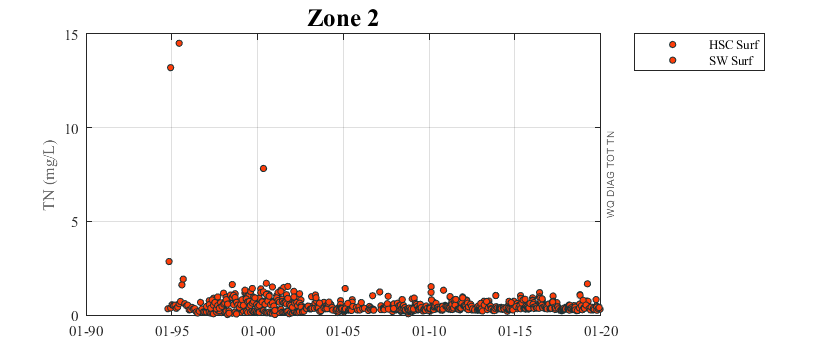 Zone 2
15
10
5
0
TN (mg/L)
01-90
01-95
01-00
01-05
01-10
01-15
01-20
WQ DIAG TOT TN
HSC Surf
SW Surf